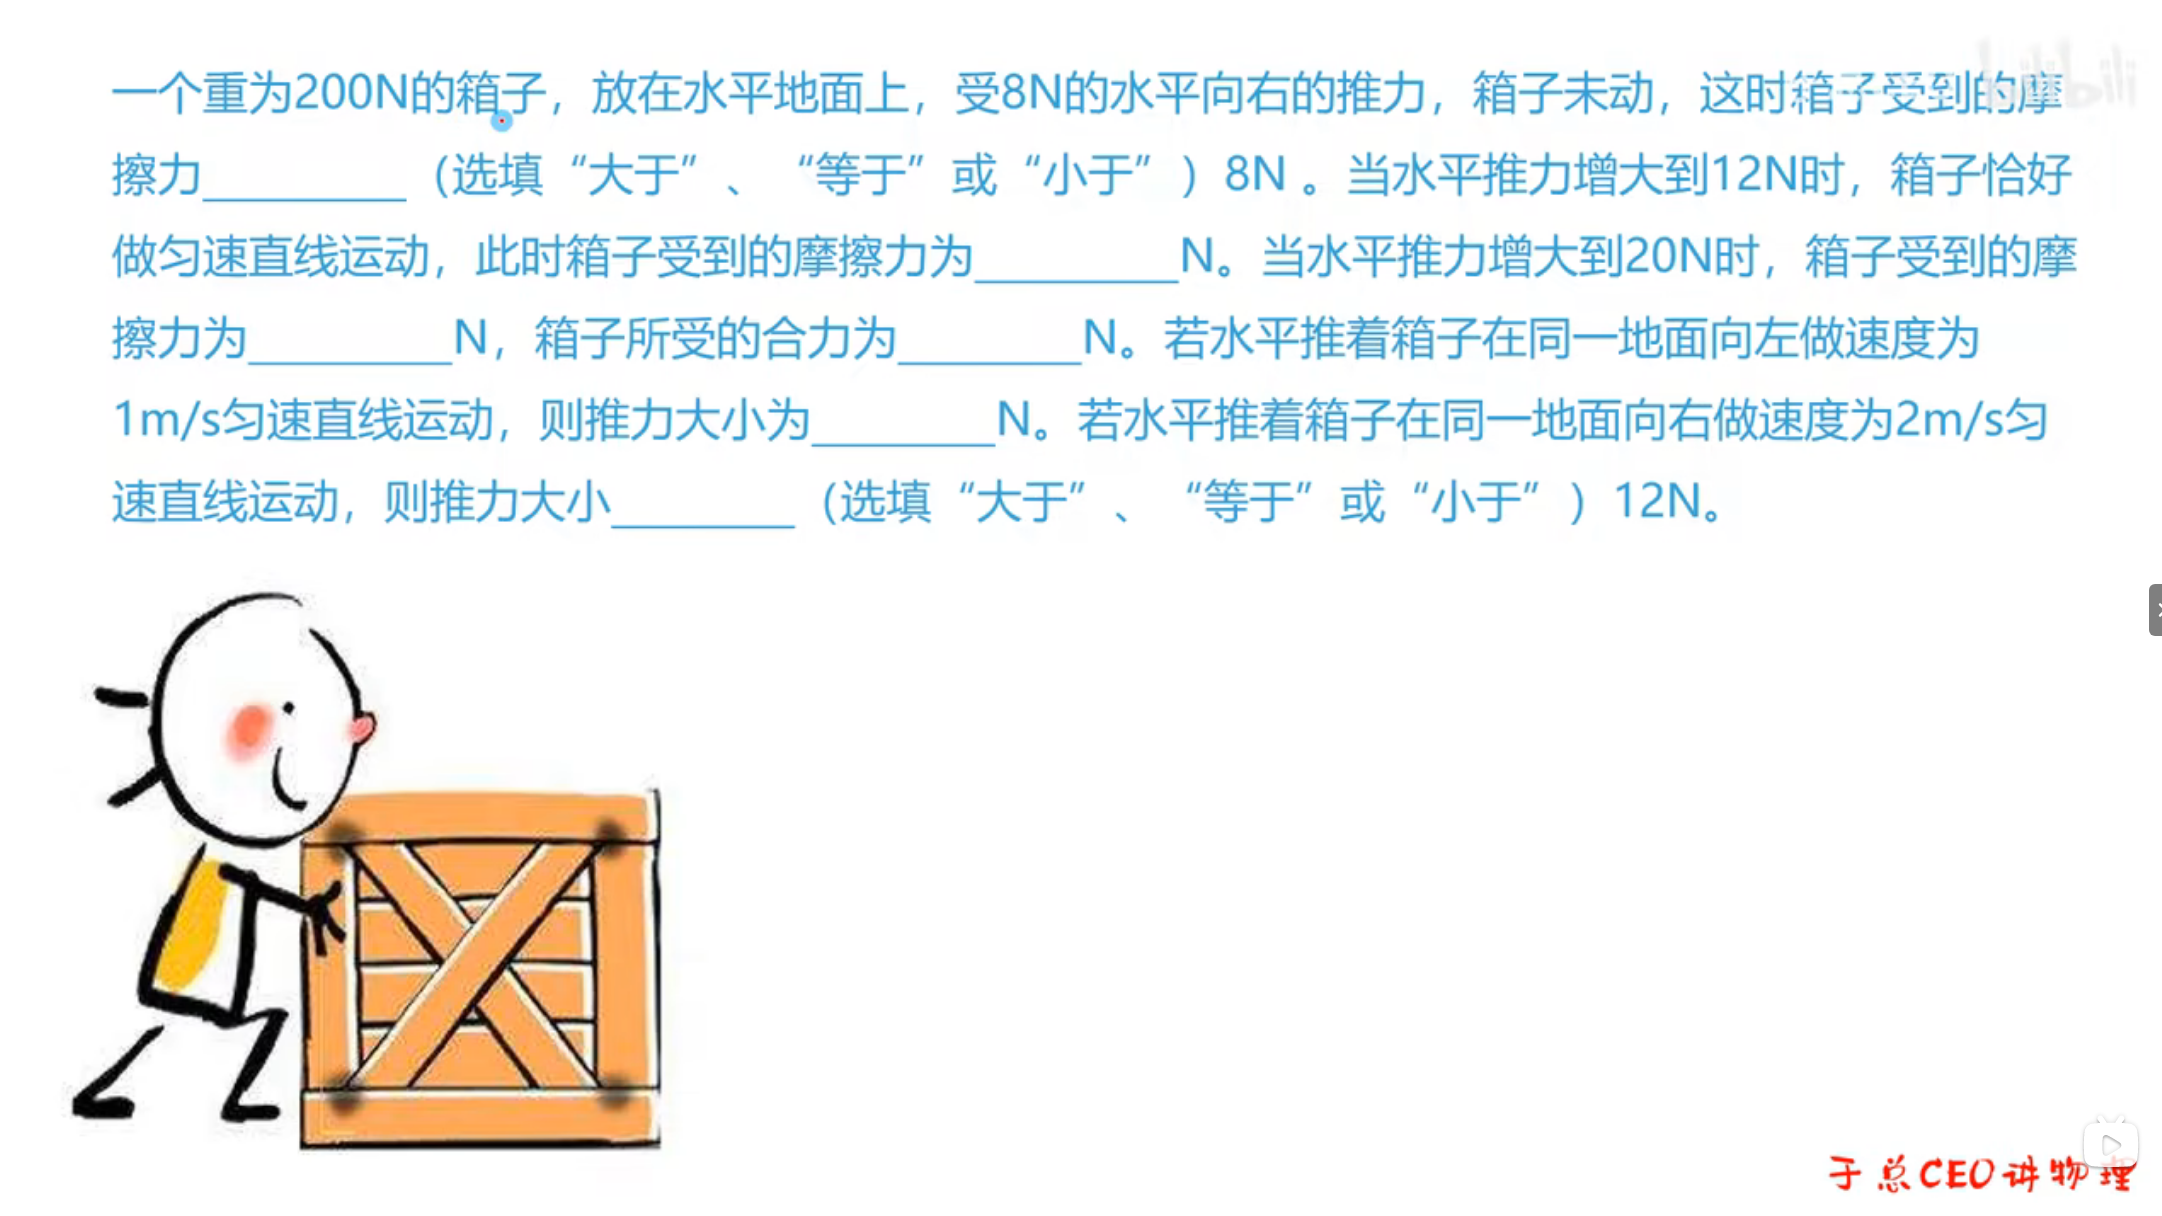 一个重为200N的箱子，放在水平地面上，受8N的水平向右的推力，箱子未动，这时箱子受到的摩
擦力_________（选填“大于”、“等于”或“小于”）8N 。当水平推力增大到12N时，箱子恰好
做匀速直线运动，此时箱子受到的摩擦力为_________N。当水平推力增大到20N时，箱子受到的摩
擦力为_________N，箱子所受的合力为________N。若水平推着箱子在同一地面向左做速度为
1m/s匀速直线运动，则推力大小为________N。若水平推着箱子在同一地面向右做速度为2m/s匀
速直线运动，则推力大小________（选填“大于”、“等于”或“小于”）12N。
bilibili
于总CEO讲物理